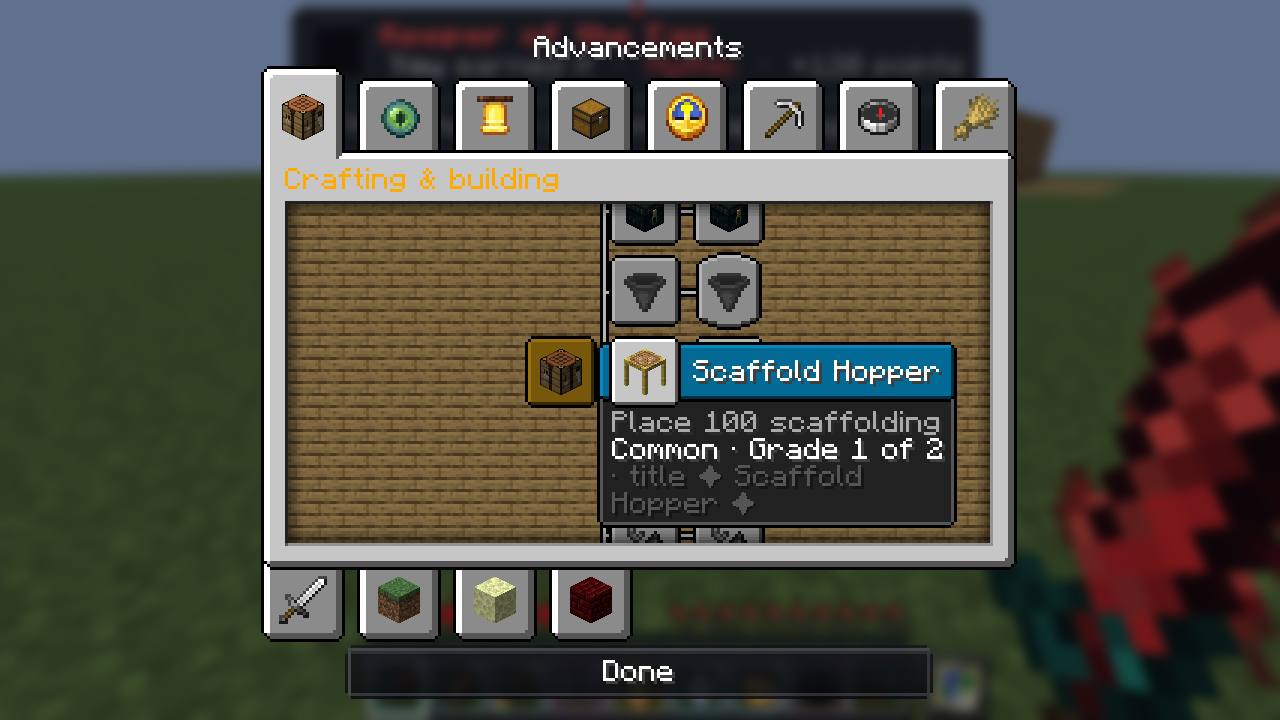 Advancements
Crafting & building
Scaffold Hopper
Place 100 scaffolding
Common · Grade 1 of 2
· title ✦ Scaffold
Hopper ✦
Done